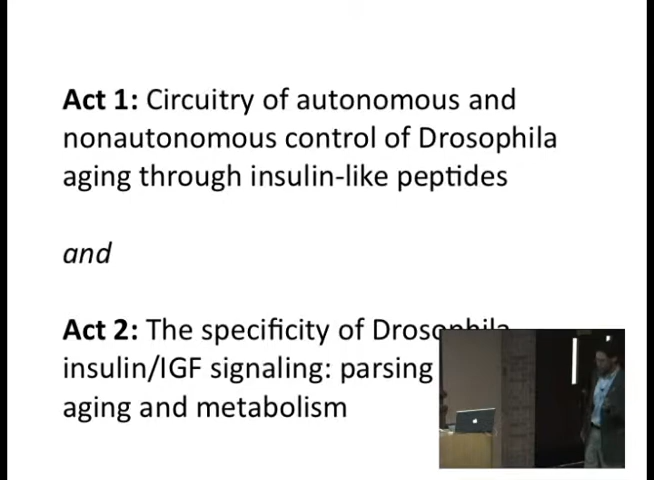 Act 1: Circuitry of autonomous and
nonautonomous control of Drosophila
aging through insulin-like peptides
and
Act 2: The specificity of Drosophila
insulin/IGF signaling: parsing
aging and metabolism